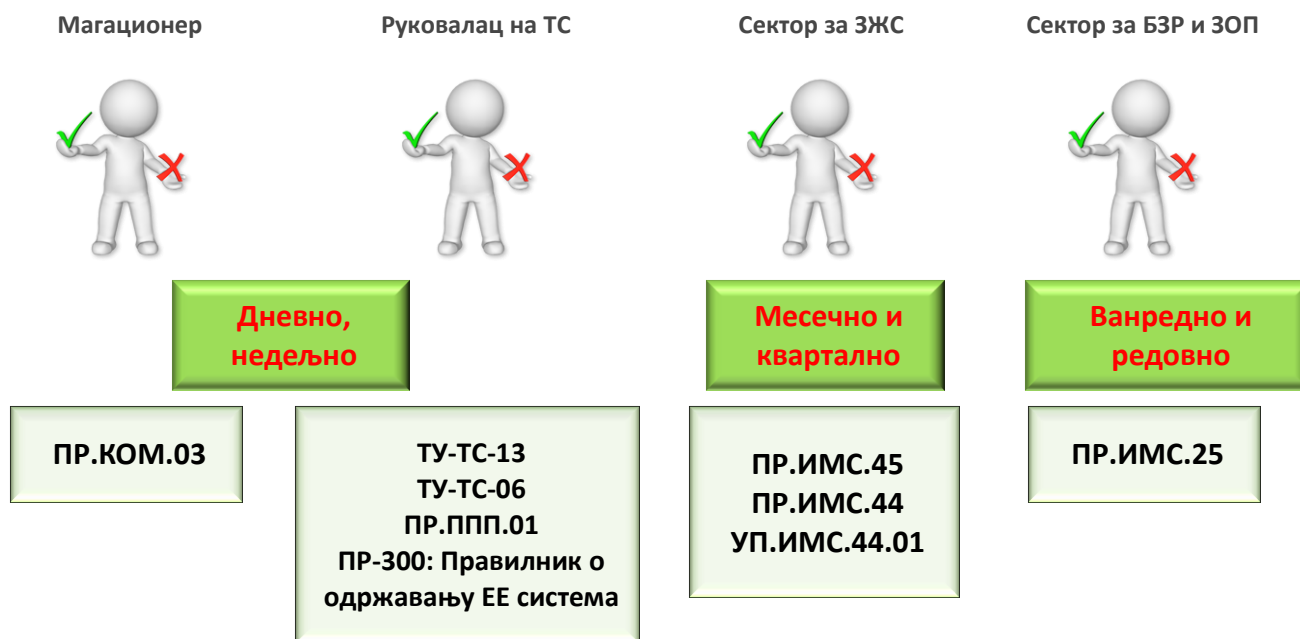 Магационер
Руковалац на ТС
Сектор за ЗЖС
Сектор за БЗР и ЗОП
Дневно,
недељно
Месечно и
квартално
Ванредно и
редовно
ПР.КОМ.03
ТУ-ТС-13
ТУ-ТС-06
ПР.ППП.01
ПР-300: Правилник о
одржавању ЕЕ система
ПР.ИМС.45
ПР.ИМС.44
УП.ИМС.44.01
ПР.ИМС.25